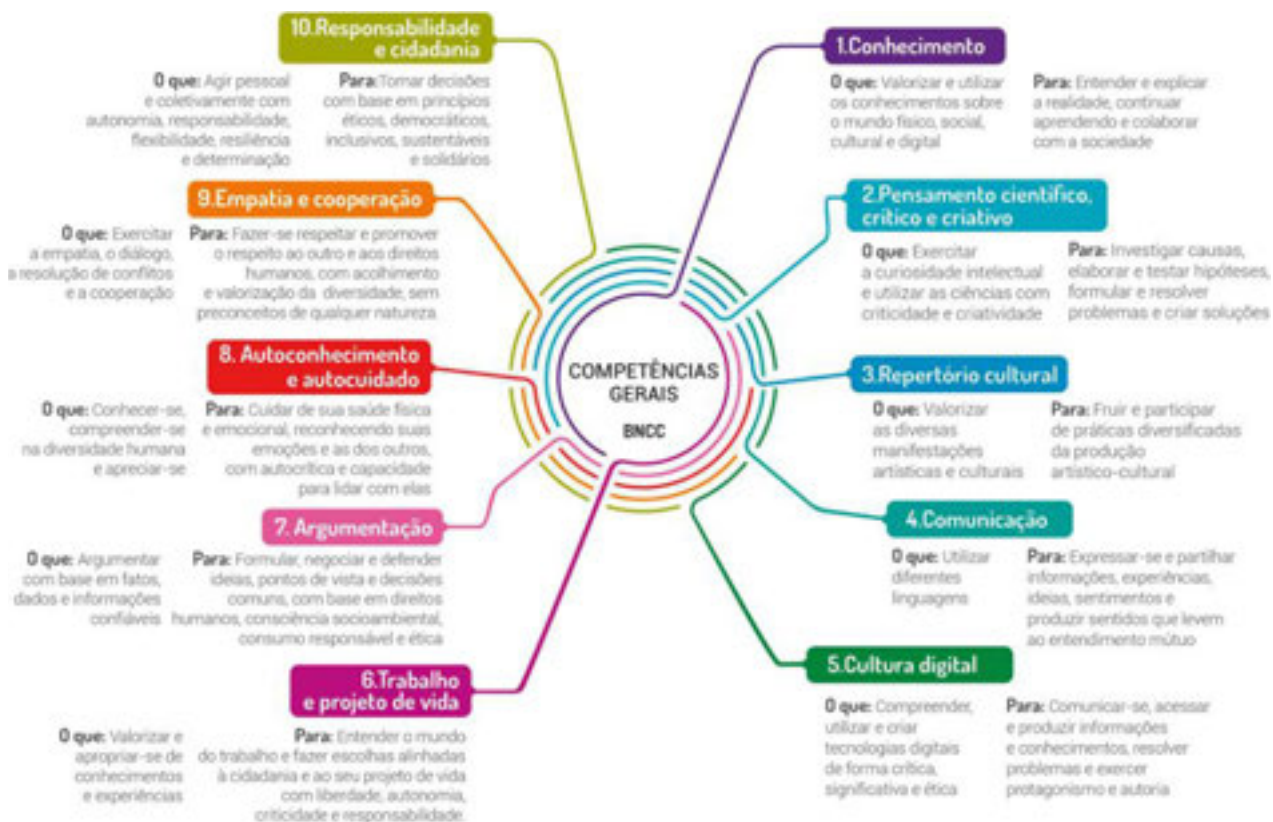 COMPETÊNCIAS
GERAIS
BNCC
1.Conhecimento
O que: Valorizar e utilizar
os conhecimentos sobre
o mundo físico, social,
cultural e digital
Para: Entender e explicar
a realidade, continuar
aprendendo e colaborar
com a sociedade
2.Pensamento científico,
crítico e criativo
O que: Exercitar
a curiosidade intelectual
e utilizar as ciências com
criticidade e criatividade
Para: Investigar causas,
elaborar e testar hipóteses,
formular e resolver
problemas e criar soluções
3.Repertório cultural
O que: Valorizar
as diversas
manifestações
artísticas e culturais
Para: Fruir e participar
de práticas diversificadas
da produção
artístico-cultural
4.Comunicação
O que: Utilizar
diferentes
linguagens
Para: Expressar-se e partilhar
informações, experiências,
ideias, sentimentos e
produzir sentidos que levem
ao entendimento mútuo
5.Cultura digital
O que: Compreender,
utilizar e criar
tecnologias digitais
de forma crítica,
significativa e ética
Para: Comunicar-se, acessar
e produzir informações
e conhecimentos, resolver
problemas e exercer
protagonismo e autoria
6.Trabalho
e projeto de vida
O que: Valorizar e
apropriar-se de
conhecimentos
e experiências
Para: Entender o mundo
do trabalho e fazer escolhas alinhadas
à cidadania e ao seu projeto de vida
com liberdade, autonomia,
criticidade e responsabilidade.
7. Argumentação
O que: Argumentar
com base em fatos,
dados e informações
confiáveis
Para: Formular, negociar e defender
ideias, pontos de vista e decisões
comuns, com base em direitos
humanos, consciência socioambiental,
consumo responsável e ética
8. Autoconhecimento
e autocuidado
O que: Conhecer-se,
compreender-se
na diversidade humana
e apreciar-se
Para: Cuidar de sua saúde física
e emocional, reconhecendo suas
emoções e as dos outros,
com autocrítica e capacidade
para lidar com elas
9.Empatia e cooperação
O que: Exercitar
a empatia, o diálogo,
a resolução de conflitos
e a cooperação
Para: Fazer-se respeitar e promover
o respeito ao outro e aos direitos
humanos, com acolhimento
e valorização da diversidade, sem
preconceitos de qualquer natureza.
10.Responsabilidade
e cidadania
O que: Agir pessoal
e coletivamente com
autonomia, responsabilidade,
flexibilidade, resiliência
e determinação
Para:Tomar decisões
com base em princípios
éticos, democráticos,
inclusivos, sustentáveis
e solidários